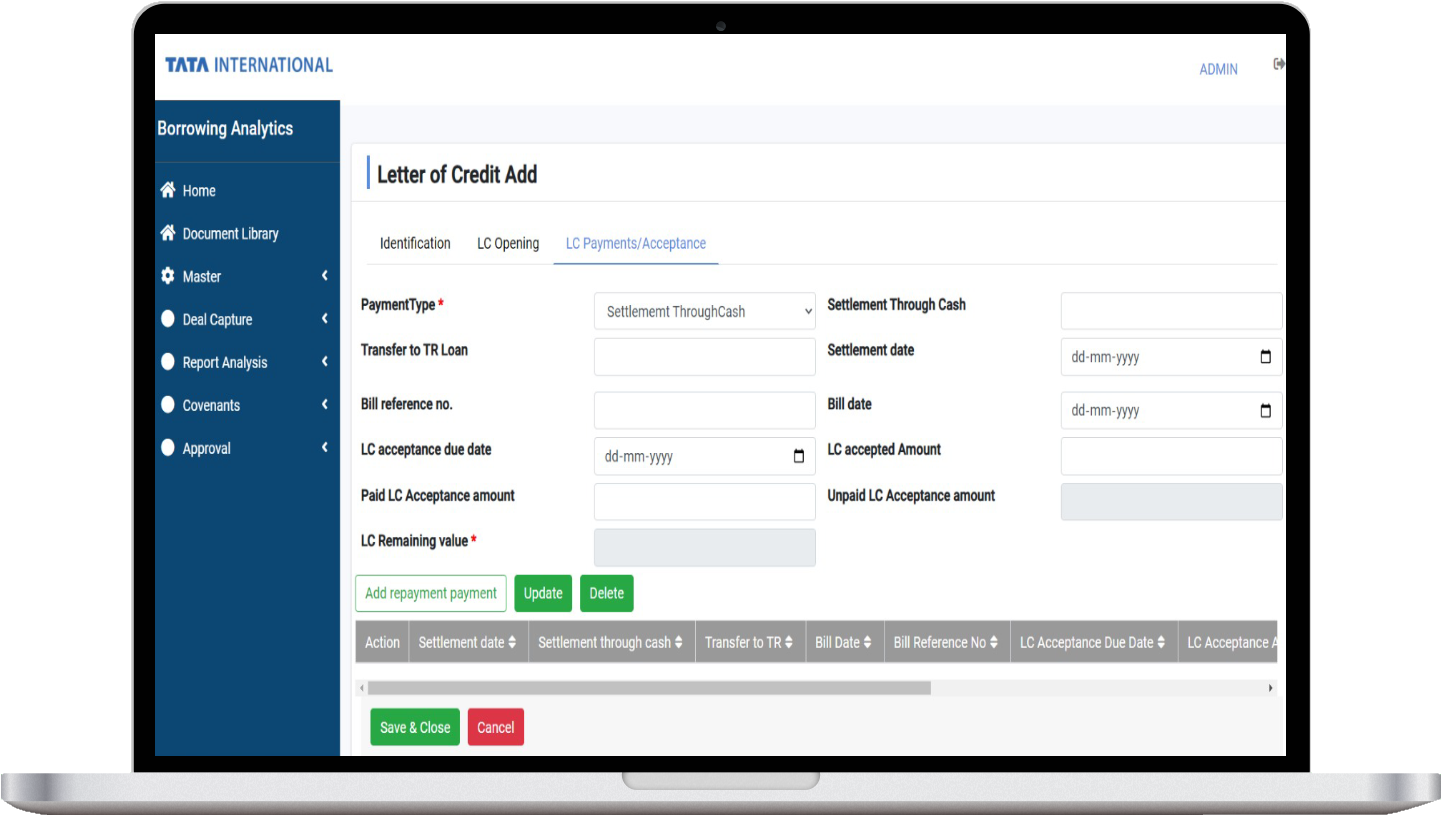 TATA INTERNATIONAL
ADMIN
Borrowing Analytics
Home
Document Library
Master
Deal Capture
Report Analysis
Covenants
Approval
Letter of Credit Add
Identification LC Opening LC Payments/Acceptance
PaymentType * Settlememt ThroughCash Settlement Through Cash
Transfer to TR Loan Settlement date dd-mm-yyyy
Bill reference no. Bill date dd-mm-yyyy
LC acceptance due date dd-mm-yyyy LC accepted Amount
Paid LC Acceptance amount Unpaid LC Acceptance amount
LC Remaining value *
Add repayment payment Update Delete
Action Settlement date Settlement through cash Transfer to TR Bill Date Bill Reference No LC Acceptance Due Date LC Acceptance A
Save & Close Cancel